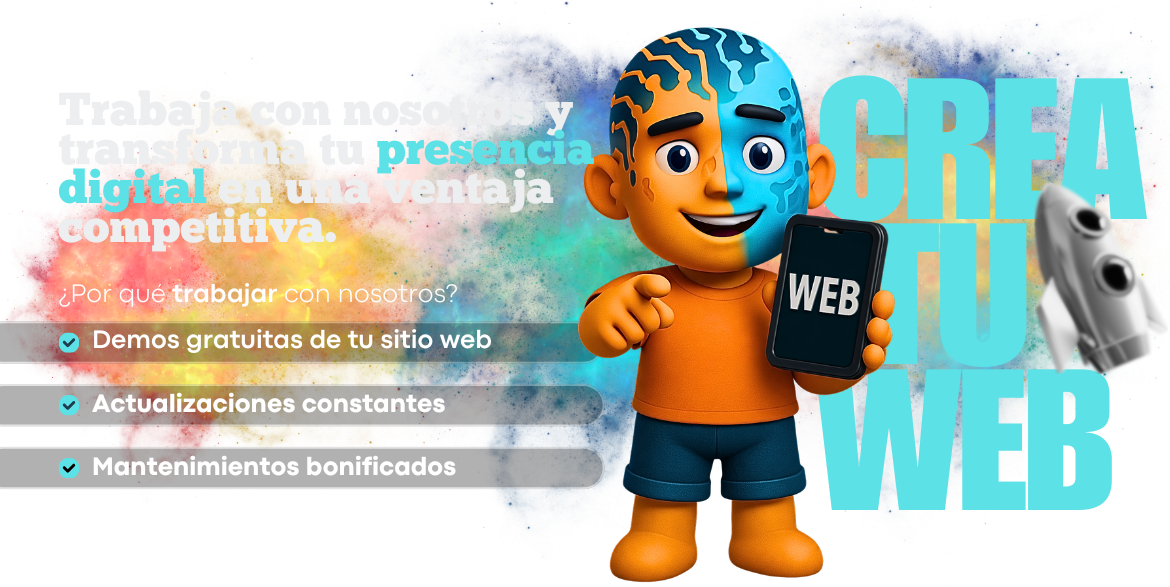 Trabaja con nosotros y
transforma tu presencia
digital en una ventaja
competitiva.
¿Por qué trabajar con nosotros?
Demos gratuitas de tu sitio web
Actualizaciones constantes
Mantenimientos bonificados
WEB
CREA
TU
WEB